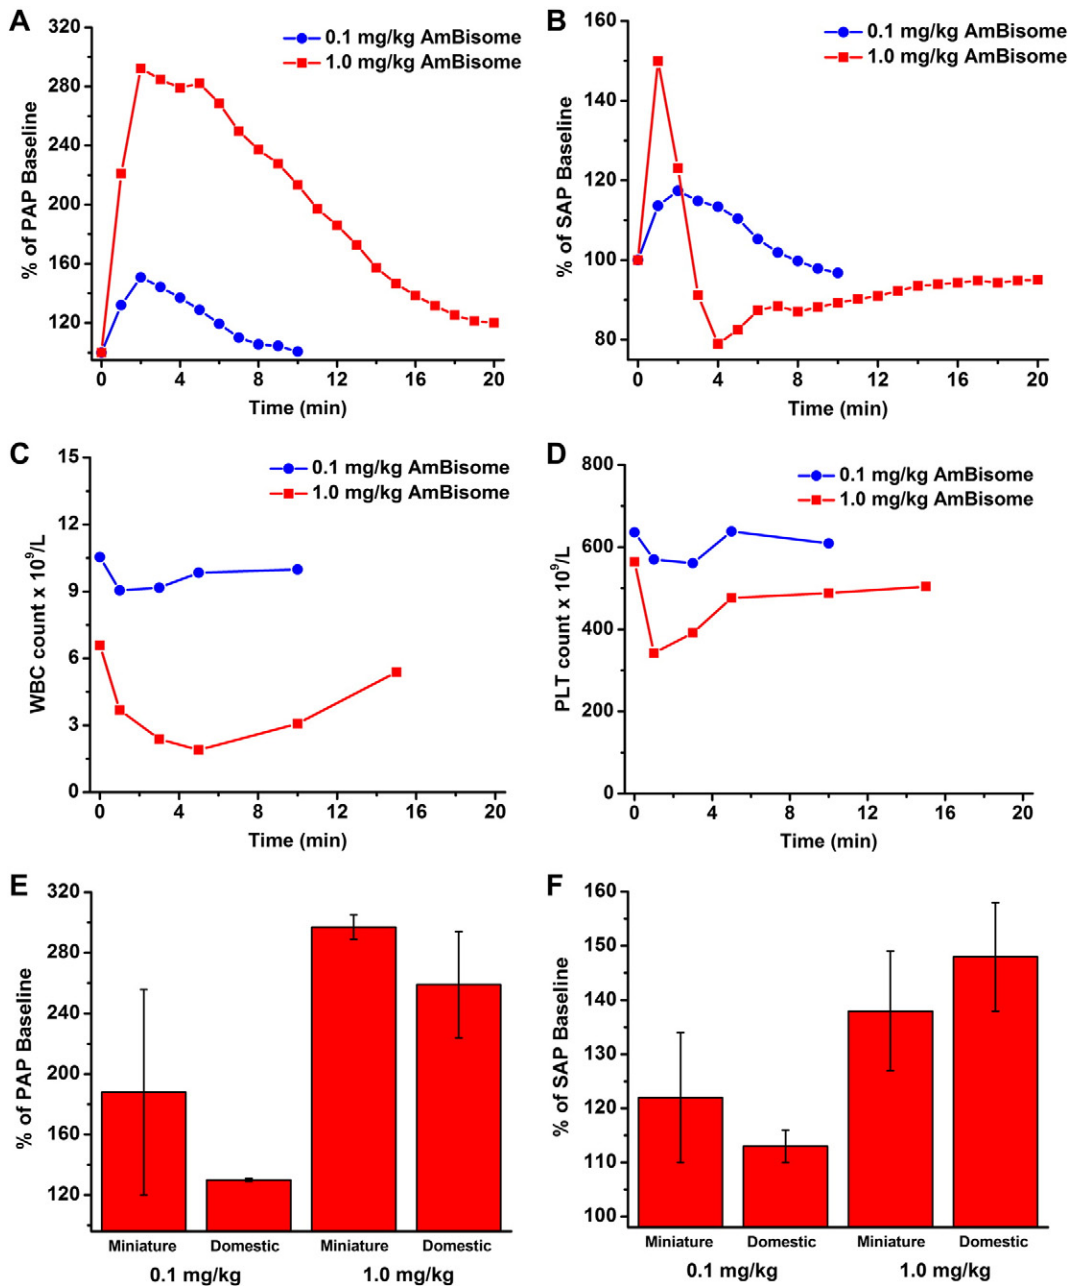 A
320
280
240
200
160
120
% of PAP Baseline
0.1 mg/kg AmBisome
1.0 mg/kg AmBisome
0 4 8 12 16 20
Time (min)
B
160
140
120
100
80
% of SAP Baseline
0.1 mg/kg AmBisome
1.0 mg/kg AmBisome
0 4 8 12 16 20
Time (min)
C
15
12
9
6
3
0
WBC count x 10⁹/L
0.1 mg/kg AmBisome
1.0 mg/kg AmBisome
0 4 8 12 16 20
Time (min)
D
800
600
400
200
0
PLT count x 10⁹/L
0.1 mg/kg AmBisome
1.0 mg/kg AmBisome
0 4 8 12 16 20
Time (min)
E
320
280
240
200
160
120
% of PAP Baseline
Miniature Domestic Miniature Domestic
0.1 mg/kg 1.0 mg/kg
F
160
150
140
130
120
110
100
% of SAP Baseline
Miniature Domestic Miniature Domestic
0.1 mg/kg 1.0 mg/kg